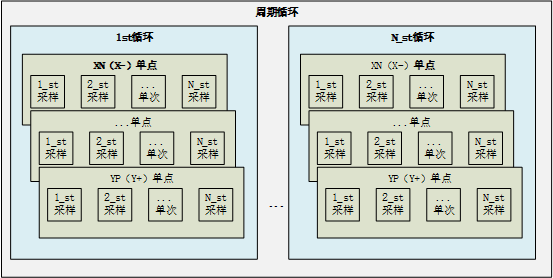 周期循环
1st循环
XN（X-）单点
1_st
采样
2_st
采样
...
单次
N_st
采样
...单点
1_st
采样
2_st
采样
...
单次
N_st
采样
YP（Y+）单点
1_st
采样
2_st
采样
...
单次
N_st
采样
...
N_st循环
XN（X-）单点
1_st
采样
2_st
采样
...
单次
N_st
采样
...单点
1_st
采样
2_st
采样
...
单次
N_st
采样
YP（Y+）单点
1_st
采样
2_st
采样
...
单次
N_st
采样